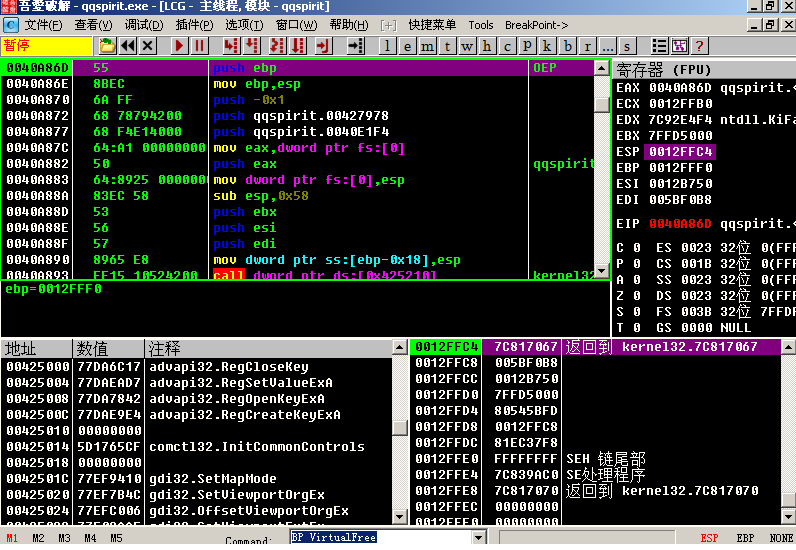 吾愛破解 - qqspirit.exe - [LCG - 主线程, 模块 - qqspirit]
C 文件(F) 查看(V) 调试(D) 插件(P) 选项(T) 窗口(W) 帮助(H) [+] 快捷菜单 Tools BreakPoint->
暂停 l e m t w h c p k b r ... s ?
0040A86D 55 push ebp OEP
0040A86E 8BEC mov ebp,esp
0040A870 6A FF push -0x1
0040A872 68 78794200 push qqspirit.00427978
0040A877 68 F4E14000 push qqspirit.0040E1F4
0040A87C 64:A1 00000000 mov eax,dword ptr fs:[0]
0040A882 50 push eax qqspirit
0040A883 64:8925 0000000 mov dword ptr fs:[0],esp
0040A88A 83EC 58 sub esp,0x58
0040A88D 53 push ebx
0040A88E 56 push esi
0040A88F 57 push edi
0040A890 8965 E8 mov dword ptr ss:[ebp-0x18],esp
0040A893 FF15 10524200 call dword ptr ds:[0x425210] kernel32
ebp=0012FFF0
寄存器 (FPU)
EAX 0040A86D qqspirit.<
ECX 0012FFB0
EDX 7C92E4F4 ntdll.KiFa
EBX 7FFD5000
ESP 0012FFC4
EBP 0012FFF0
ESI 0012B750
EDI 005BF0B8
EIP 0040A86D qqspirit.<
C 0 ES 0023 32位 0(FFF
P 0 CS 001B 32位 0(FFF
A 0 SS 0023 32位 0(FFF
Z 0 DS 0023 32位 0(FFF
S 0 FS 003B 32位 7FFDF
T 0 GS 0000 NULL
地址 数值 注释
00425000 77DA6C17 advapi32.RegCloseKey
00425004 77DAEAD7 advapi32.RegSetValueExA
00425008 77DA7842 advapi32.RegOpenKeyExA
0042500C 77DAE9E4 advapi32.RegCreateKeyExA
00425010 00000000
00425014 5D1765CF comctl32.InitCommonControls
00425018 00000000
0042501C 77EF9410 gdi32.SetMapMode
00425020 77EF7B4C gdi32.SetViewportOrgEx
00425024 77EFC006 gdi32.OffsetViewportOrgEx
0012FFC4 7C817067 返回到 kernel32.7C817067
0012FFC8 005BF0B8
0012FFCC 0012B750
0012FFD0 7FFD5000
0012FFD4 80545BFD
0012FFD8 0012FFC8
0012FFDC 81EC37F8
0012FFE0 FFFFFFFF SEH 链尾部
0012FFE4 7C839AC0 SE处理程序
0012FFE8 7C817070 返回到 kernel32.7C817070
0012FFEC 00000000
0012FFF0 00000000
M1 M2 M3 M4 M5 Command: BP VirtualFree ESP EBP NONE